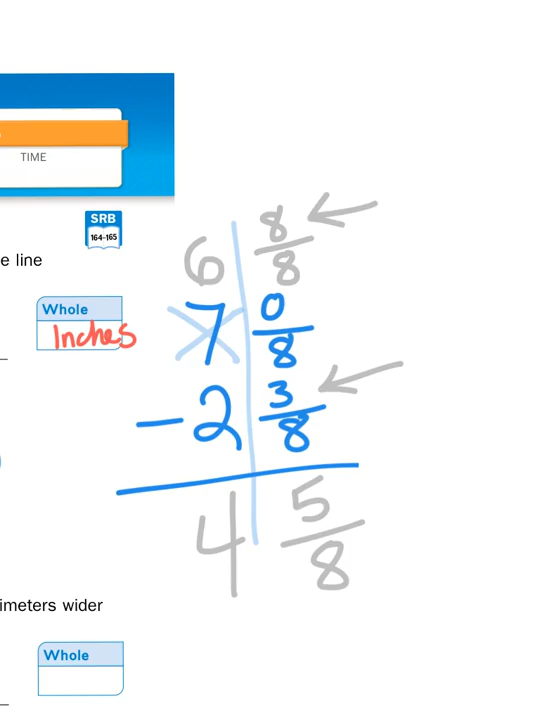 TIME
SRB
164-165
e line
Whole
Inches
6 8/8
7 0/8
- 2 3/8
4 5/8
imeters wider
Whole